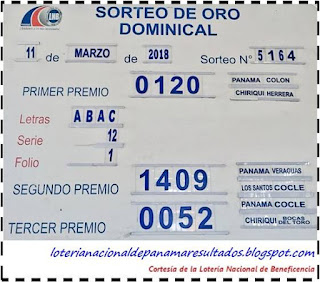 SORTEO DE ORO
DOMINICAL
11 de MARZO de 2018 Sorteo N° 5164
PRIMER PREMIO 0120 PANAMA COLON
CHIRIQUI HERRERA
Letras ABAC
Serie 12
Folio 1
SEGUNDO PREMIO 1409 PANAMA VERAGUAS
LOS SANTOS COCLE
TERCER PREMIO 0052 PANAMA COCLE
CHIRIQUI BOCAS DEL TORO
loterianacionaldepanamaresultados.blogspot.com
Cortesía de la Lotería Nacional de Beneficencia